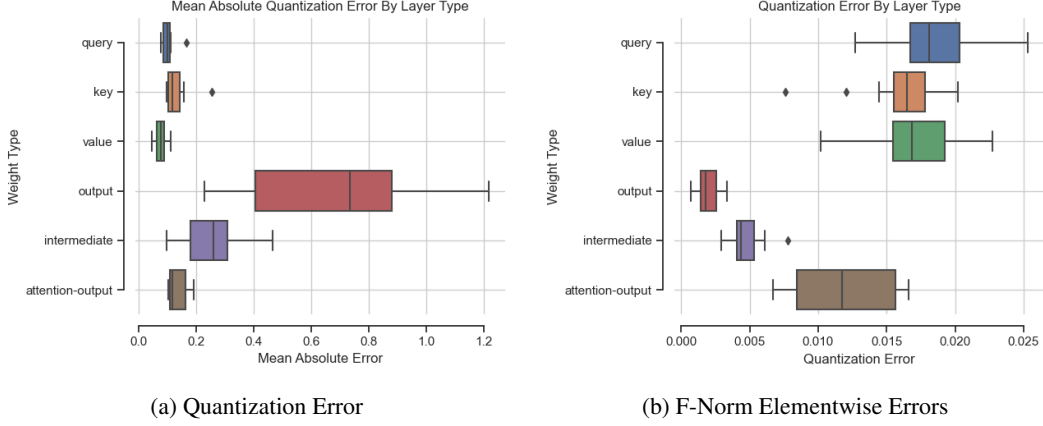 Mean Absolute Quantization Error By Layer Type
Weight Type
query
key
value
output
intermediate
attention-output
0.0 0.2 0.4 0.6 0.8 1.0 1.2
Mean Absolute Error
(a) Quantization Error
Quantization Error By Layer Type
Weight Type
query
key
value
output
intermediate
attention-output
0.000 0.005 0.010 0.015 0.020 0.025
Quantization Error
(b) F-Norm Elementwise Errors